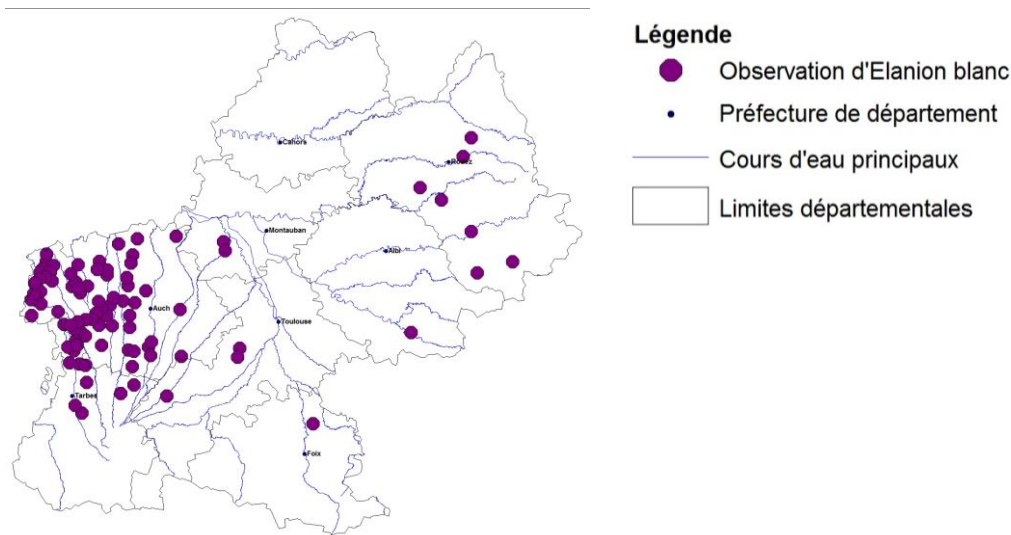 Légende
Observation d'Elanion blanc
Préfecture de département
Cours d'eau principaux
Limites départementales
Cahors
Rodez
Montauban
Albi
Auch
Toulouse
Tarbes
Foix